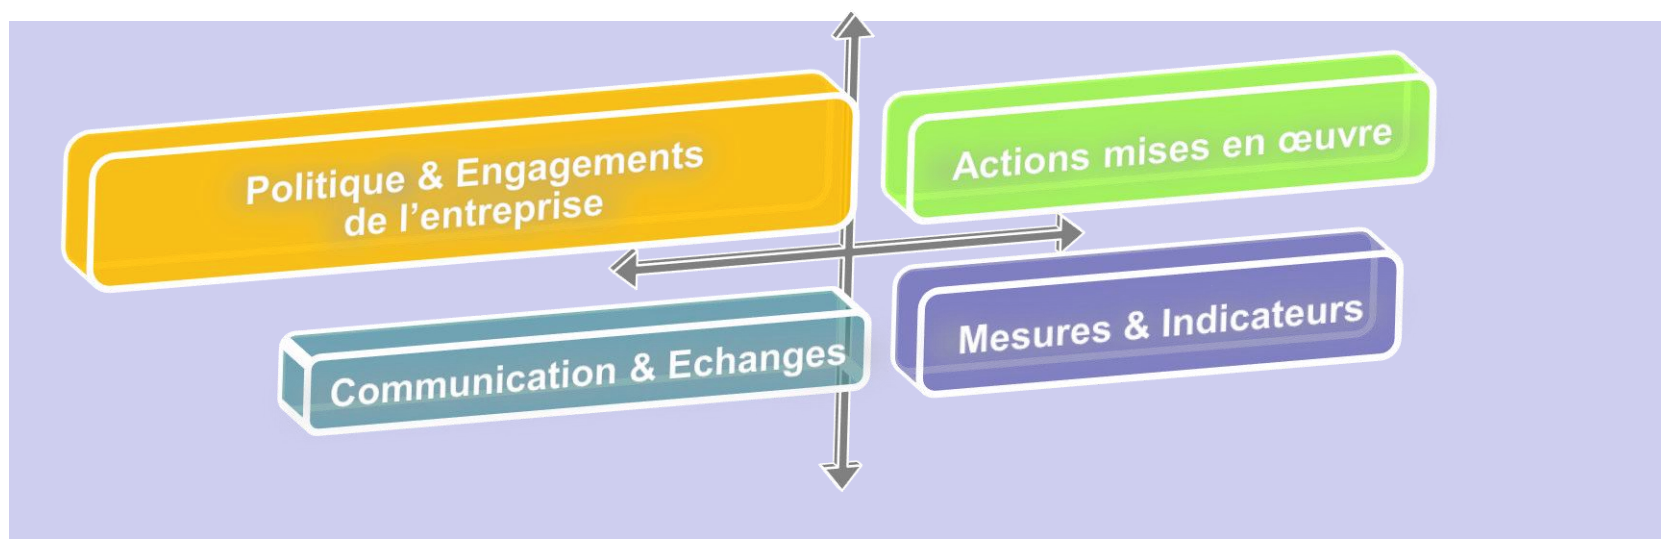 Politique & Engagements
de l’entreprise
Actions mises en œuvre
Communication & Echanges
Mesures & Indicateurs